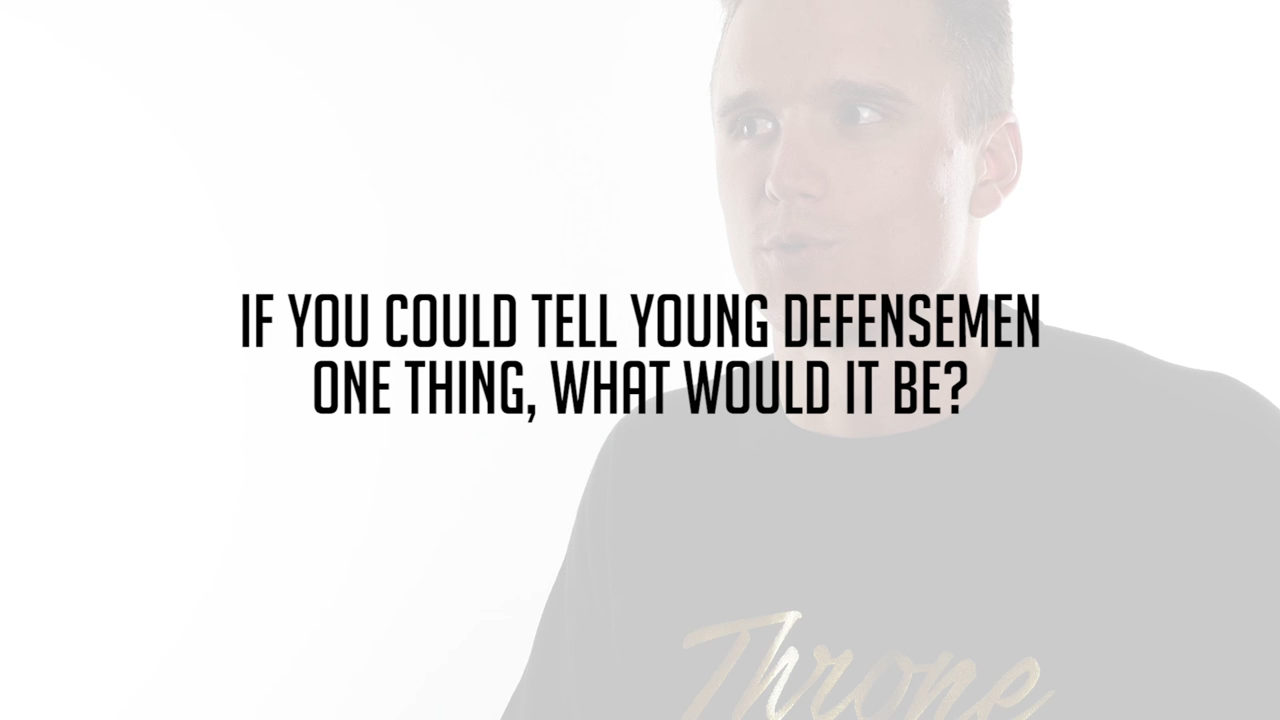 IF YOU COULD TELL YOUNG DEFENSEMEN
ONE THING, WHAT WOULD IT BE?
Throne